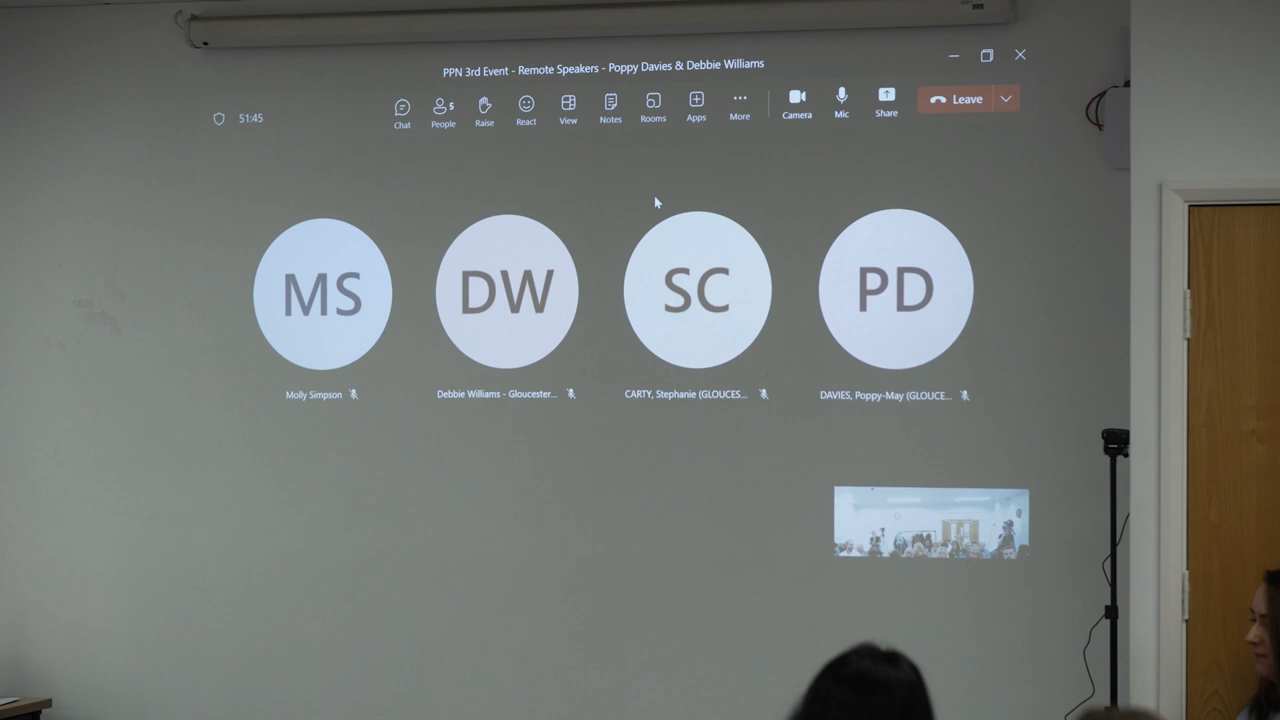 PPN 3rd Event - Remote Speakers - Poppy Davies & Debbie Williams
51:45
Chat
People 5
Raise
React
View
Notes
Rooms
Apps
More
Camera
Mic
Share
Leave
MS
DW
SC
PD
Molly Simpson
Debbie Williams - Gloucester...
CARTY, Stephanie (GLOUCES...
DAVIES, Poppy-May (GLOUCE...